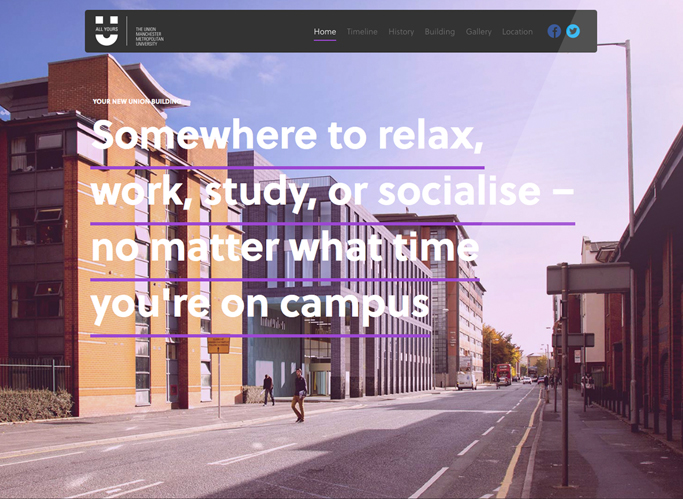 ALL YOURS
THE UNION
MANCHESTER
METROPOLITAN
UNIVERSITY
Home Timeline History Building Gallery Location
YOUR NEW UNION BUILDING
Somewhere to relax,
work, study, or socialise –
no matter what time
you're on campus